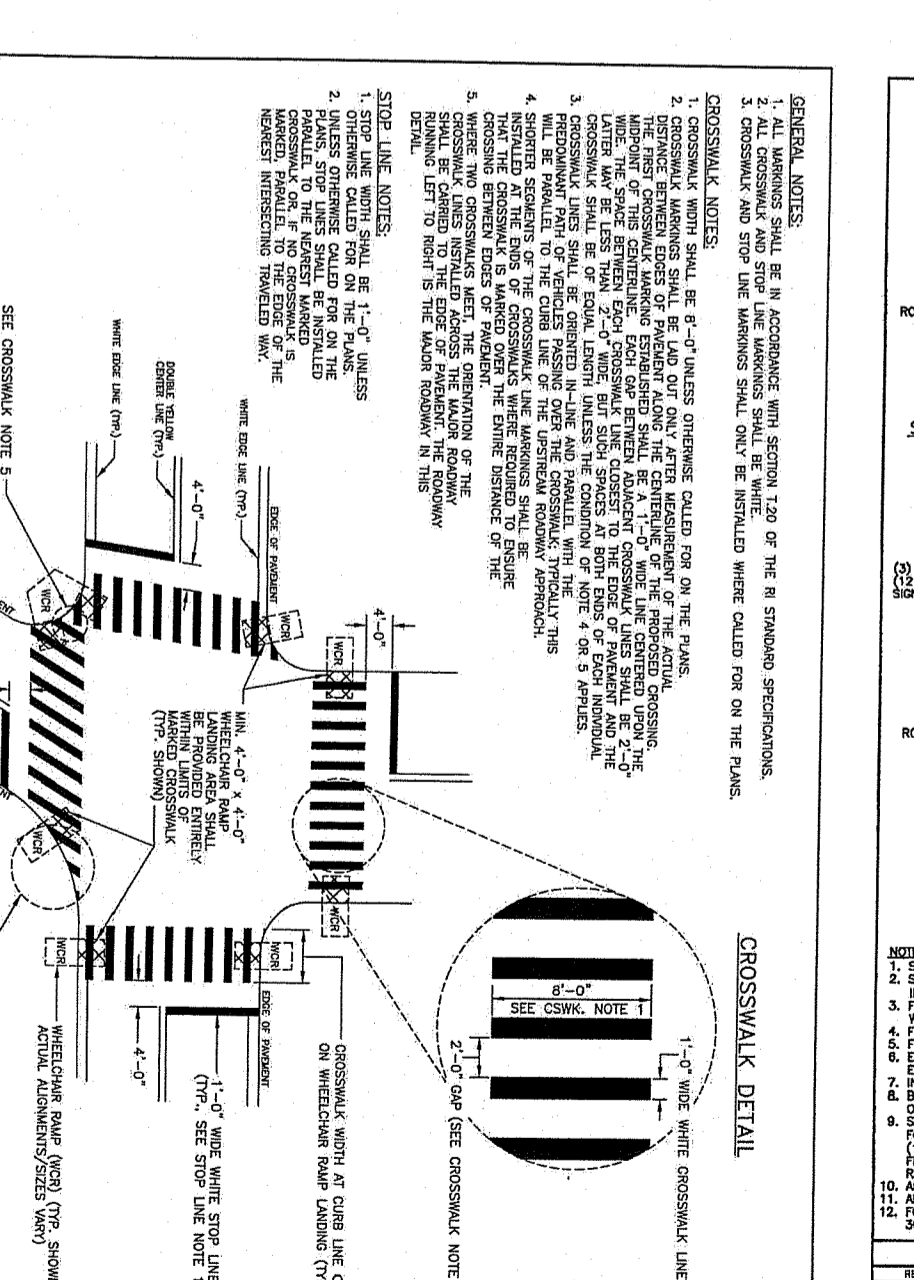 GENERAL NOTES:
1. ALL MARKINGS SHALL BE IN ACCORDANCE WITH SECTION T.20 OF THE RI STANDARD SPECIFICATIONS.
2. ALL CROSSWALK AND STOP LINE MARKINGS SHALL BE WHITE.
3. CROSSWALK AND STOP LINE MARKINGS SHALL ONLY BE INSTALLED WHERE CALLED FOR ON THE PLANS.
CROSSWALK NOTES:
1. CROSSWALK WIDTH SHALL BE 8'-0" UNLESS OTHERWISE CALLED FOR ON THE PLANS.
2. CROSSWALK MARKINGS SHALL BE LAID OUT ONLY AFTER MEASUREMENT OF THE ACTUAL
DISTANCE BETWEEN EDGES OF PAVEMENT ALONG THE CENTERLINE OF THE PROPOSED CROSSING.
THE FIRST CROSSWALK MARKING ESTABLISHED SHALL BE A 1'-0" WIDE LINE CENTERED UPON THE
MIDPOINT OF THIS CENTERLINE. EACH GAP BETWEEN ADJACENT CROSSWALK LINES SHALL BE 2'-0"
WIDE. THE SPACE BETWEEN EACH CROSSWALK LINE CLOSEST TO THE EDGE OF PAVEMENT AND THE
LATTER MAY BE LESS THAN 2'-0" WIDE, BUT SUCH SPACES AT BOTH ENDS OF EACH INDIVIDUAL
CROSSWALK SHALL BE OF EQUAL LENGTH UNLESS THE CONDITION OF NOTE 4 OR 5 APPLIES.
3. CROSSWALK LINES SHALL BE ORIENTED IN-LINE AND PARALLEL WITH THE
PREDOMINANT PATH OF VEHICLES PASSING OVER THE CROSSWALK; TYPICALLY THIS
WILL BE PARALLEL TO THE CURB LINE OF THE UPSTREAM ROADWAY APPROACH.
4. SHORTER SEGMENTS OF THE CROSSWALK LINE MARKINGS SHALL BE
INSTALLED AT THE ENDS OF CROSSWALKS WHERE REQUIRED TO ENSURE
THAT THE CROSSWALK IS MARKED OVER THE ENTIRE DISTANCE OF THE
CROSSING BETWEEN EDGES OF PAVEMENT.
5. WHERE TWO CROSSWALKS MEET, THE ORIENTATION OF THE
CROSSWALK LINES INSTALLED ACROSS THE MAJOR ROADWAY
SHALL BE CARRIED TO THE EDGE OF PAVEMENT. THE ROADWAY
RUNNING LEFT TO RIGHT IS THE MAJOR ROADWAY IN THIS
DETAIL.
STOP LINE NOTES:
1. STOP LINE WIDTH SHALL BE 1'-0" UNLESS
OTHERWISE CALLED FOR ON THE PLANS.
2. UNLESS OTHERWISE CALLED FOR ON THE
PLANS, STOP LINES SHALL BE INSTALLED
PARALLEL TO THE NEAREST MARKED
CROSSWALK OR, IF NO CROSSWALK IS
MARKED, PARALLEL TO THE EDGE OF THE
NEAREST INTERSECTING TRAVELED WAY.
CROSSWALK DETAIL
1'-0" WIDE WHITE CROSSWALK LINE
8'-0"
SEE CSWK. NOTE 1
2'-0" GAP (SEE CROSSWALK NOTE
4'-0"
WCR
WCR
EDGE OF PAVEMENT
WHITE EDGE LINE (TYP.)
WCR
4'-0"
DOUBLE YELLOW
CENTER LINE (TYP.)
WHITE EDGE LINE (TYP.)
MIN. 4'-0" x 4'-0"
WHEELCHAIR RAMP
LANDING AREA SHALL
BE PROVIDED ENTIRELY
WITHIN LIMITS OF
MARKED CROSSWALK
(TYP. SHOWN)
CROSSWALK WIDTH AT CURB LINE
ON WHEELCHAIR RAMP LANDING
WCR
EDGE OF PAVEMENT
1'-0" WIDE WHITE STOP LINE
(TYP., SEE STOP LINE NOTE 1
4'-0"
WCR
WHEELCHAIR RAMP (WCR) (TYP.
ACTUAL ALIGNMENTS/SIZES VARY)
WCR
WCR
SEE CROSSWALK NOTE 5
(3)
1.
2.
3.
4.
5.
6.
7.
8.
9.
10.
11.
12.